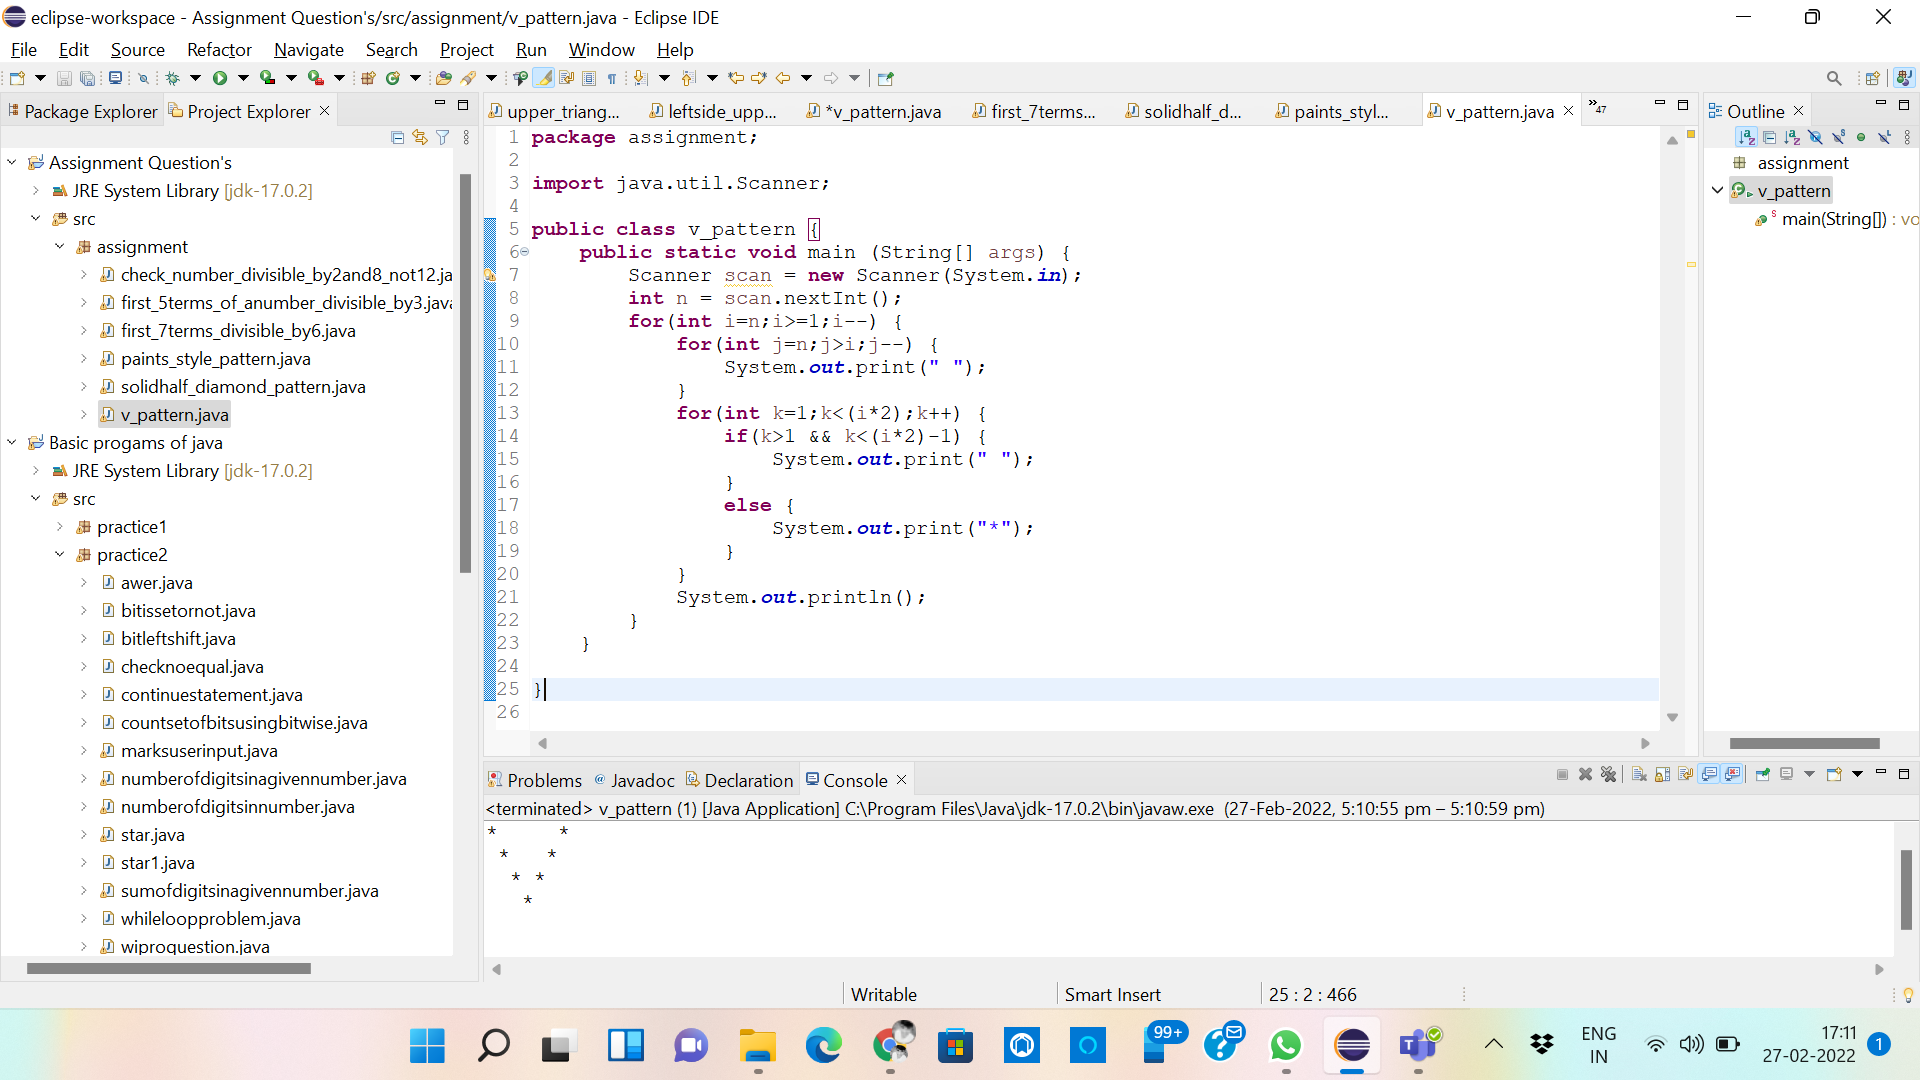 eclipse-workspace - Assignment Question's/src/assignment/v_pattern.java - Eclipse IDE
File Edit Source Refactor Navigate Search Project Run Window Help
Package Explorer Project Explorer
Assignment Question's
JRE System Library [jdk-17.0.2]
src
assignment
check_number_divisible_by2and8_not12.ja
first_5terms_of_anumber_divisible_by3.java
first_7terms_divisible_by6.java
paints_style_pattern.java
solidhalf_diamond_pattern.java
v_pattern.java
Basic progams of java
JRE System Library [jdk-17.0.2]
src
practice1
practice2
awer.java
bitissetornot.java
bitleftshift.java
checknoequal.java
continuestatement.java
countsetofbitsusingbitwise.java
marksuserinput.java
numberofdigitsinagivennumber.java
numberofdigitsinnumber.java
star.java
star1.java
sumofdigitsinagivennumber.java
whileloopproblem.java
wiproquestion.java
upper_triang... leftside_upp... *v_pattern.java first_7terms... solidhalf_d... paints_styl... v_pattern.java »47
1 package assignment;
2
3 import java.util.Scanner;
4
5 public class v_pattern {
6 public static void main (String[] args) {
7 Scanner scan = new Scanner(System.in);
8 int n = scan.nextInt();
9 for(int i=n;i>=1;i--) {
10 for(int j=n;j>i;j--) {
11 System.out.print(" ");
12 }
13 for(int k=1;k<(i*2);k++) {
14 if(k>1 && k<(i*2)-1) {
15 System.out.print(" ");
16 }
17 else {
18 System.out.print("*");
19 }
20 }
21 System.out.println();
22 }
23 }
24
25 }
26
Outline
assignment
v_pattern
main(String[]) : vo
Problems @ Javadoc Declaration Console
<terminated> v_pattern (1) [Java Application] C:\Program Files\Java\jdk-17.0.2\bin\javaw.exe (27-Feb-2022, 5:10:55 pm – 5:10:59 pm)
*     *
 *   *
  * *
   *
Writable Smart Insert 25 : 2 : 466
99+
ENG
IN
17:11
27-02-2022
1